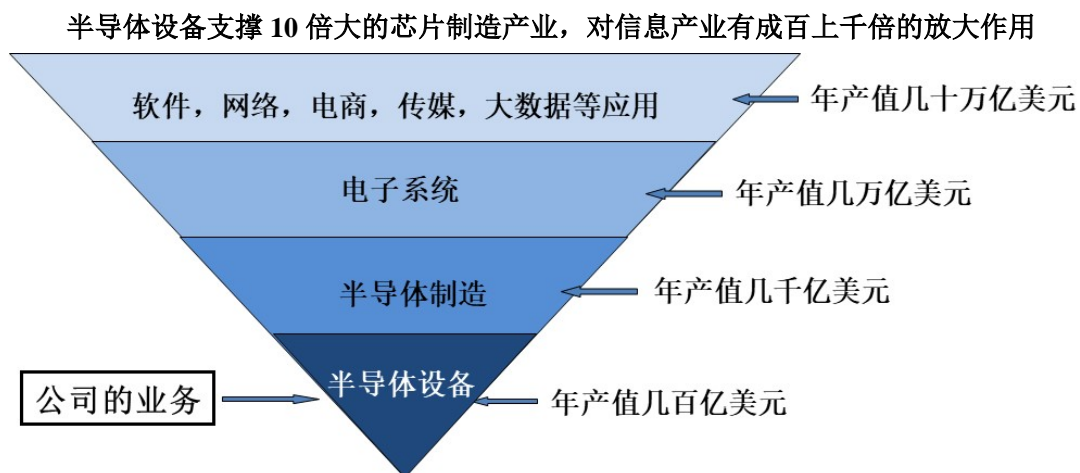 半导体设备支撑 10 倍大的芯片制造产业，对信息产业有成百上千倍的放大作用
软件，网络，电商，传媒，大数据等应用
年产值几十万亿美元
电子系统
年产值几万亿美元
半导体制造
年产值几千亿美元
半导体设备
公司的业务
年产值几百亿美元